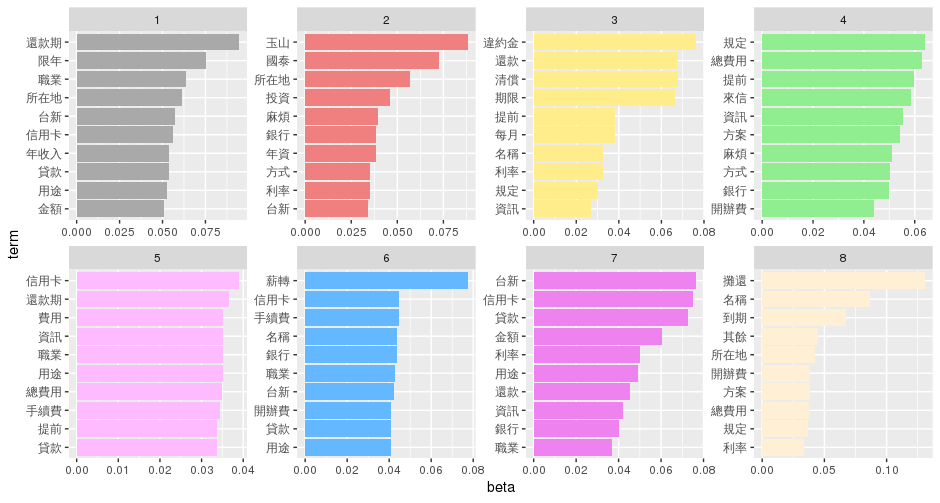 1
還款期
限年
職業
所在地
台新
信用卡
年收入
貸款
用途
金額
0.000 0.025 0.050 0.075
2
玉山
國泰
所在地
投資
麻煩
銀行
年資
方式
利率
台新
0.000 0.025 0.050 0.075
3
違約金
還款
清償
期限
提前
每月
名稱
利率
規定
資訊
0.00 0.02 0.04 0.06 0.08
4
規定
總費用
提前
來信
資訊
方案
麻煩
方式
銀行
開辦費
0.00 0.02 0.04 0.06
term
5
信用卡
還款期
費用
資訊
職業
用途
總費用
手續費
提前
貸款
0.00 0.01 0.02 0.03 0.04
6
薪轉
信用卡
手續費
名稱
銀行
職業
台新
開辦費
貸款
用途
0.00 0.02 0.04 0.06 0.08
7
台新
信用卡
貸款
金額
利率
用途
還款
資訊
銀行
職業
0.00 0.02 0.04 0.06 0.08
8
攤還
名稱
到期
其餘
所在地
開辦費
方案
總費用
規定
利率
0.00 0.05 0.10
beta